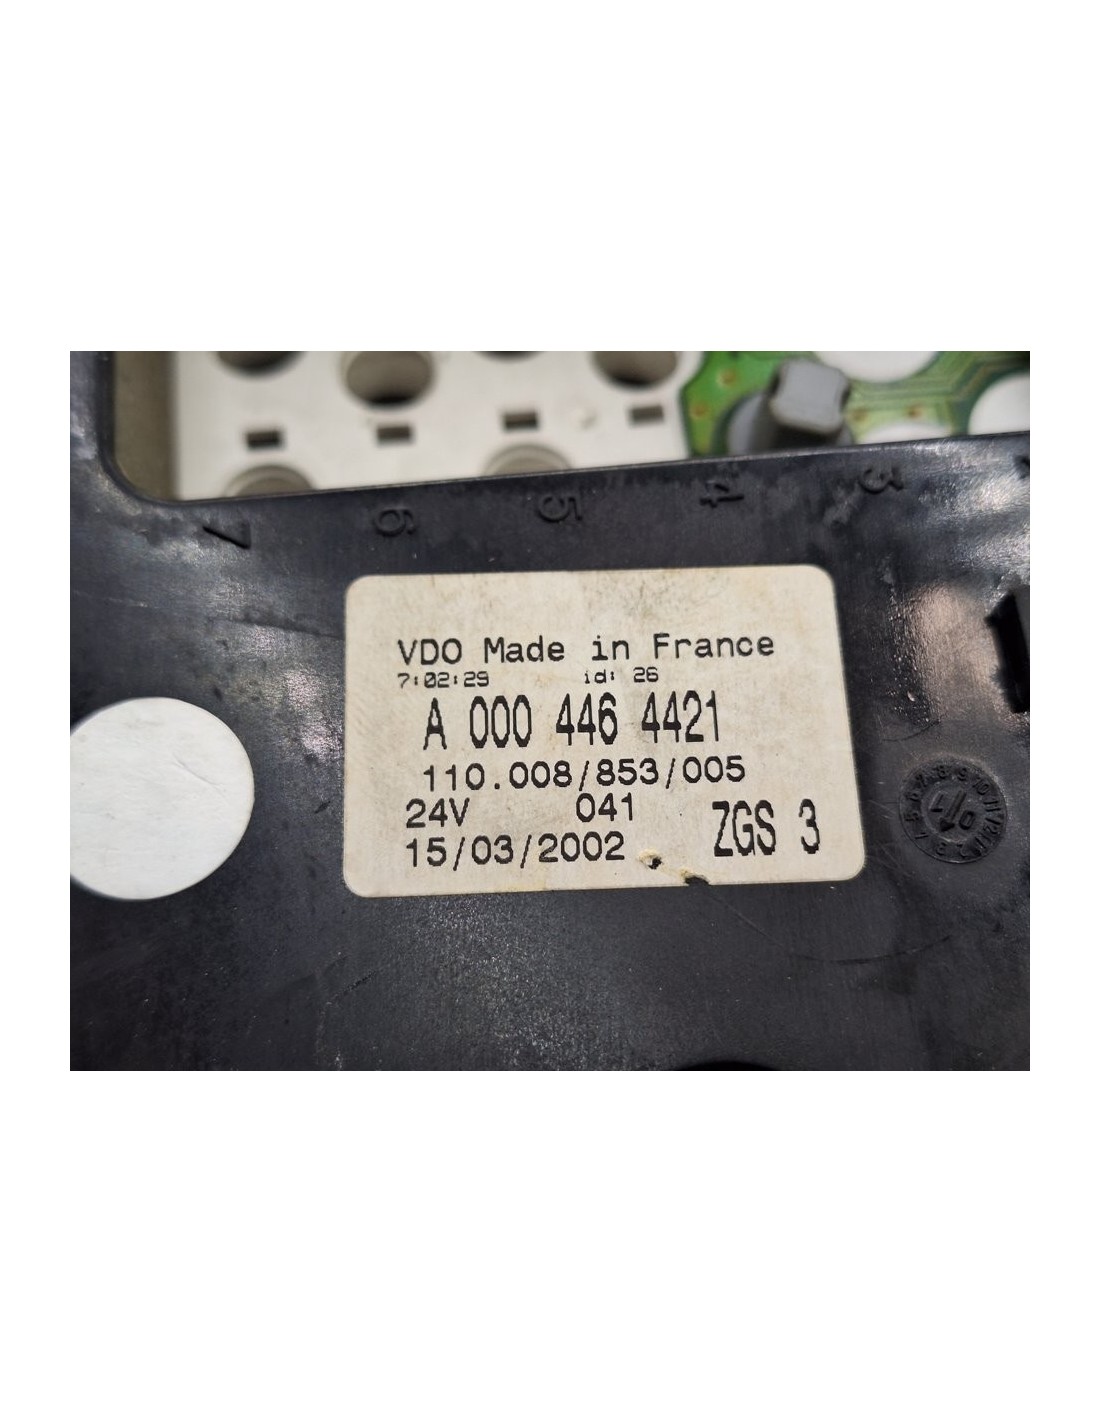 7 6 5 4 3
VDO Made in France
7:02:29 id: 26
A 000 446 4421
110.008/853/005
24V 041
ZGS 3
15/03/2002